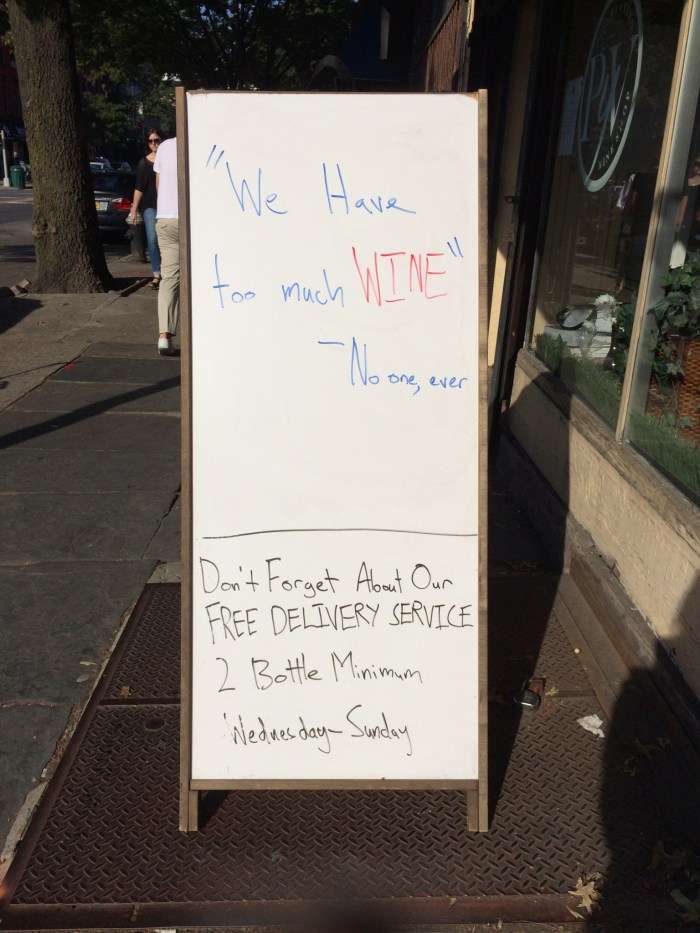 "We Have
too much WINE"
- No one, ever
Don't Forget About Our
FREE DELIVERY SERVICE
2 Bottle Minimum
Wednesday- Sunday